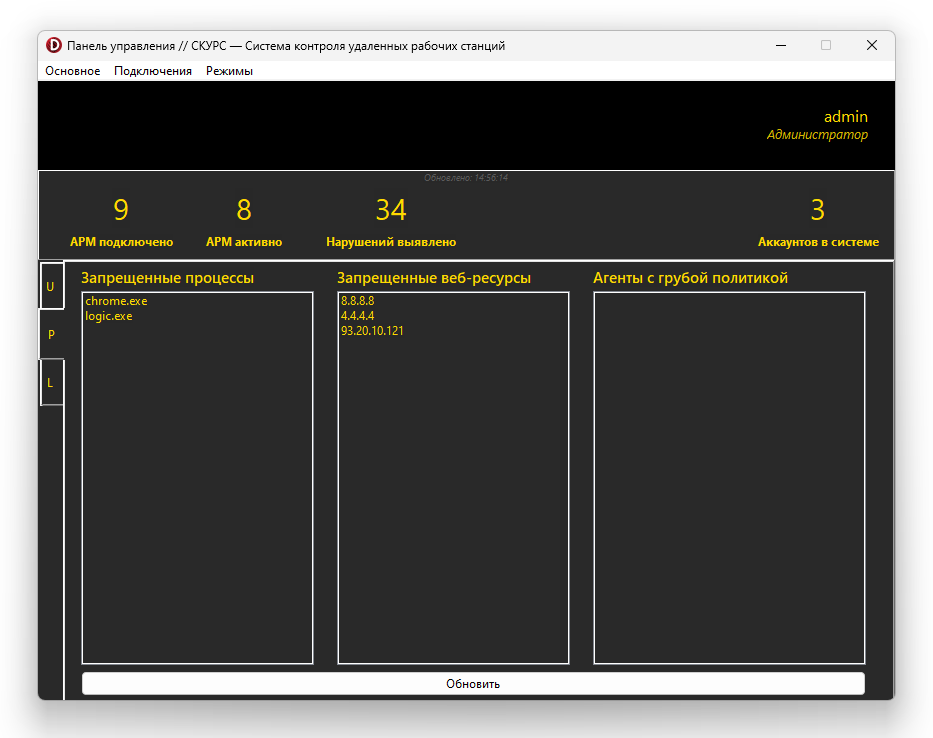 D
Панель управления // СКУРС — Система контроля удаленных рабочих станций
Основное Подключения Режимы
admin
Администратор
Обновлено: 14:56:14
9 8 34 3
АРМ подключено АРМ активно Нарушений выявлено Аккаунтов в системе
U
P
L
Запрещенные процессы
chrome.exe
logic.exe
Запрещенные веб-ресурсы
8.8.8.8
4.4.4.4
93.20.10.121
Агенты с грубой политикой
Обновить